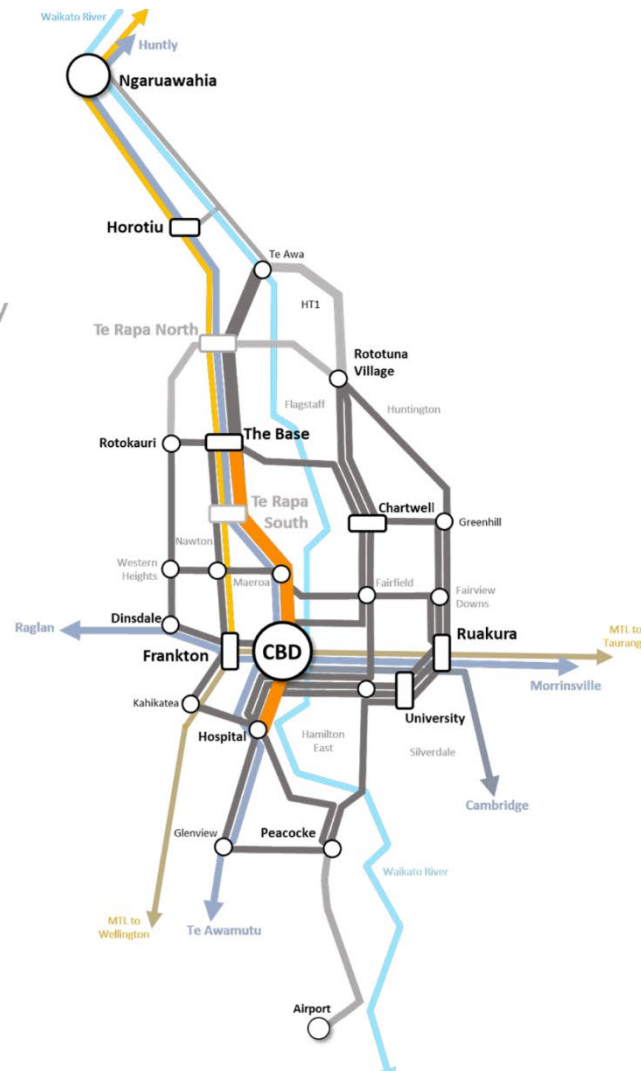 Waikato River
Huntly
Ngaruawahia
Horotiu
Te Awa
HT1
Te Rapa North
Rototuna
Village
Flagstaff
Huntington
Rotokauri
The Base
Te Rapa
South
Chartwell
Greenhill
Nawton
Western
Heights
Maeroa
Fairfield
Fairview
Downs
Dinsdale
Raglan
Frankton
CBD
Ruakura
MTL to
Taurang
Morrinsville
Kahikatea
University
Hospital
Hamilton
East
Silverdale
Cambridge
Glenview
Peacocke
Waikato River
MTL to
Wellington
Te Awamutu
Airport